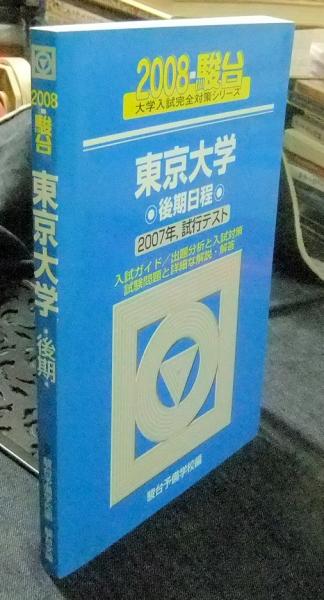 2008-駿台
大学入試完全対策シリーズ
東京大学
●後期日程●
2007年,試行テスト
入試ガイド/出題分析と入試対策
試験問題と詳細な解説・解答
駿台予備学校編
2008-駿台
東京大学
・後期・